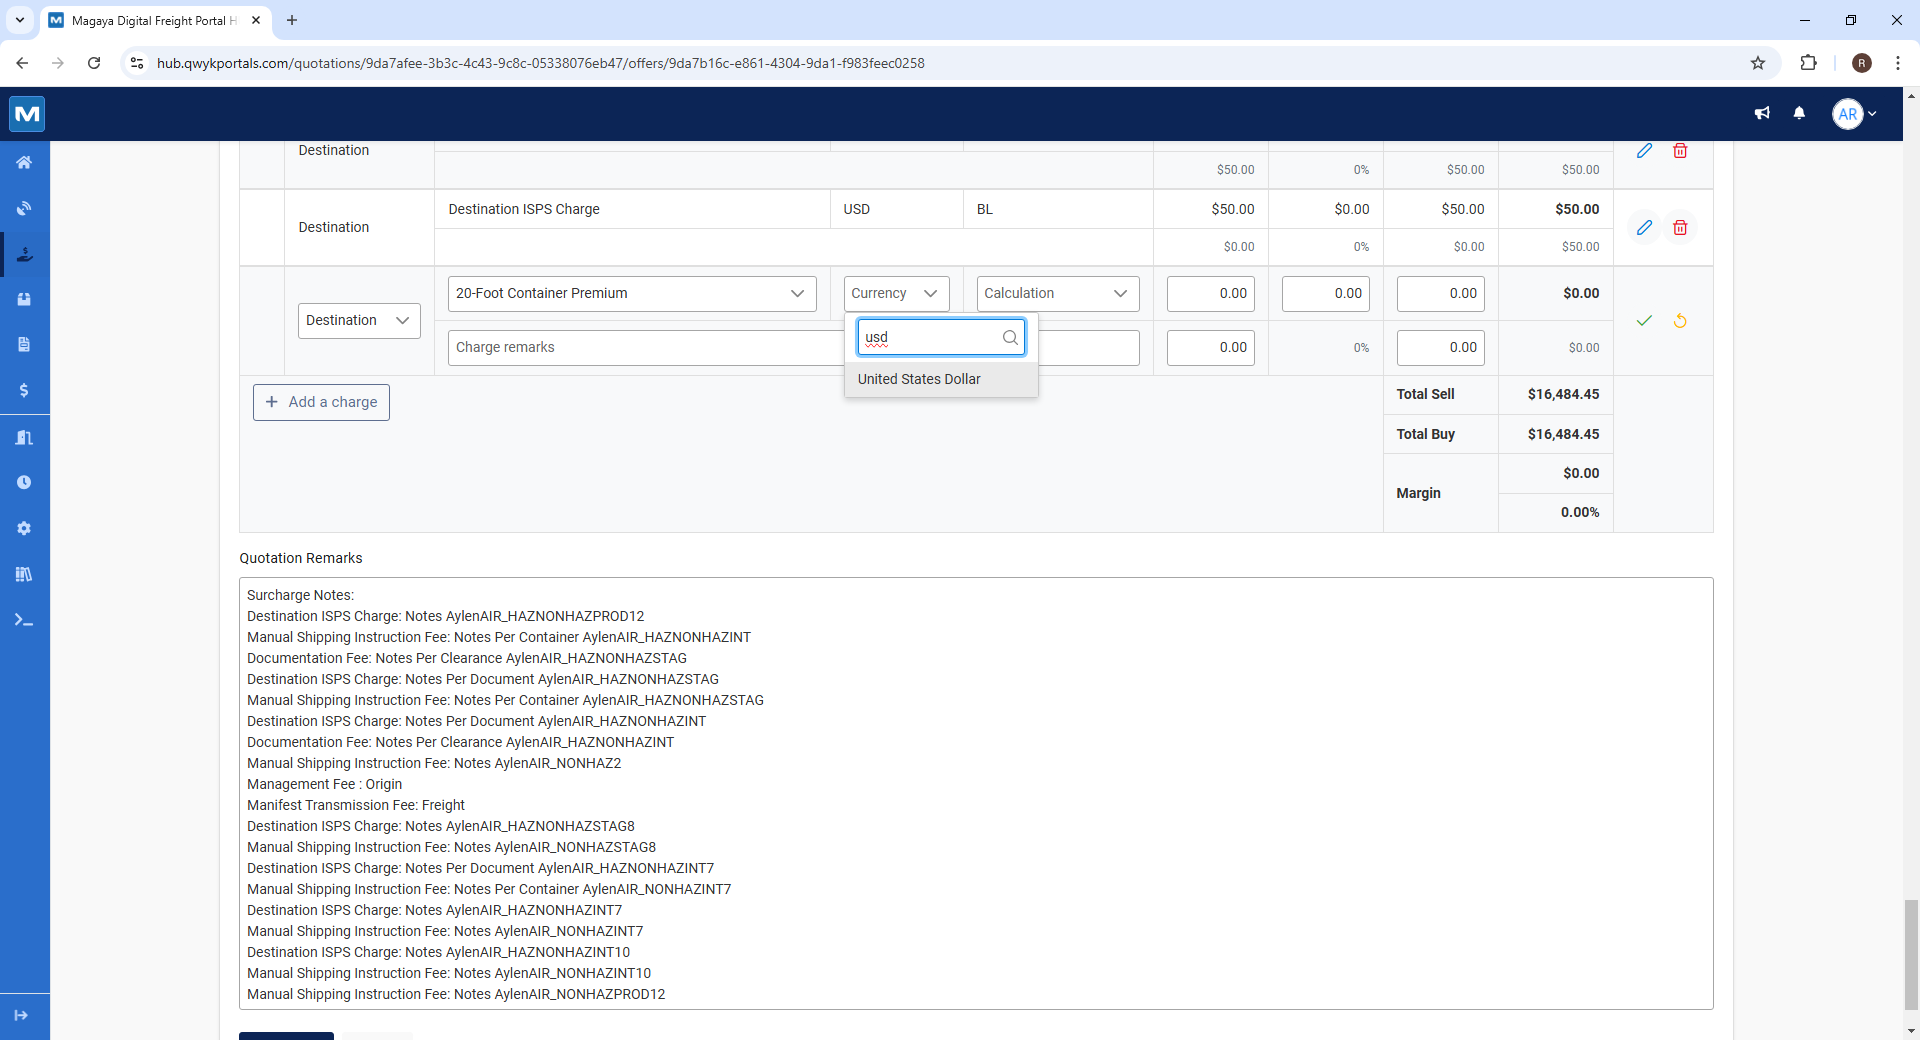 Magaya Digital Freight Portal H
hub.qwykportals.com/quotations/9da7afee-3b3c-4c43-9c8c-05338076eb47/offers/9da7b16c-e861-4304-9da1-f983feec0258
R
AR
Destination
$50.00 0% $50.00 $50.00
Destination ISPS Charge USD BL $50.00 $0.00 $50.00 $50.00
Destination
$0.00 0% $0.00 $50.00
20-Foot Container Premium Currency Calculation 0.00 0.00 0.00 $0.00
Destination
usd
Charge remarks 0.00 0% 0.00 $0.00
United States Dollar
Add a charge
Total Sell $16,484.45
Total Buy $16,484.45
Margin $0.00
0.00%
Quotation Remarks
Surcharge Notes:
Destination ISPS Charge: Notes AylenAIR_HAZNONHAZPROD12
Manual Shipping Instruction Fee: Notes Per Container AylenAIR_HAZNONHAZINT
Documentation Fee: Notes Per Clearance AylenAIR_HAZNONHAZSTAG
Destination ISPS Charge: Notes Per Document AylenAIR_HAZNONHAZSTAG
Manual Shipping Instruction Fee: Notes Per Container AylenAIR_HAZNONHAZSTAG
Destination ISPS Charge: Notes Per Document AylenAIR_HAZNONHAZINT
Documentation Fee: Notes Per Clearance AylenAIR_HAZNONHAZINT
Manual Shipping Instruction Fee: Notes AylenAIR_NONHAZ2
Management Fee : Origin
Manifest Transmission Fee: Freight
Destination ISPS Charge: Notes AylenAIR_HAZNONHAZSTAG8
Manual Shipping Instruction Fee: Notes AylenAIR_NONHAZSTAG8
Destination ISPS Charge: Notes Per Document AylenAIR_HAZNONHAZINT7
Manual Shipping Instruction Fee: Notes Per Container AylenAIR_NONHAZINT7
Destination ISPS Charge: Notes AylenAIR_HAZNONHAZINT7
Manual Shipping Instruction Fee: Notes AylenAIR_NONHAZINT7
Destination ISPS Charge: Notes AylenAIR_HAZNONHAZINT10
Manual Shipping Instruction Fee: Notes AylenAIR_NONHAZINT10
Manual Shipping Instruction Fee: Notes AylenAIR_NONHAZPROD12